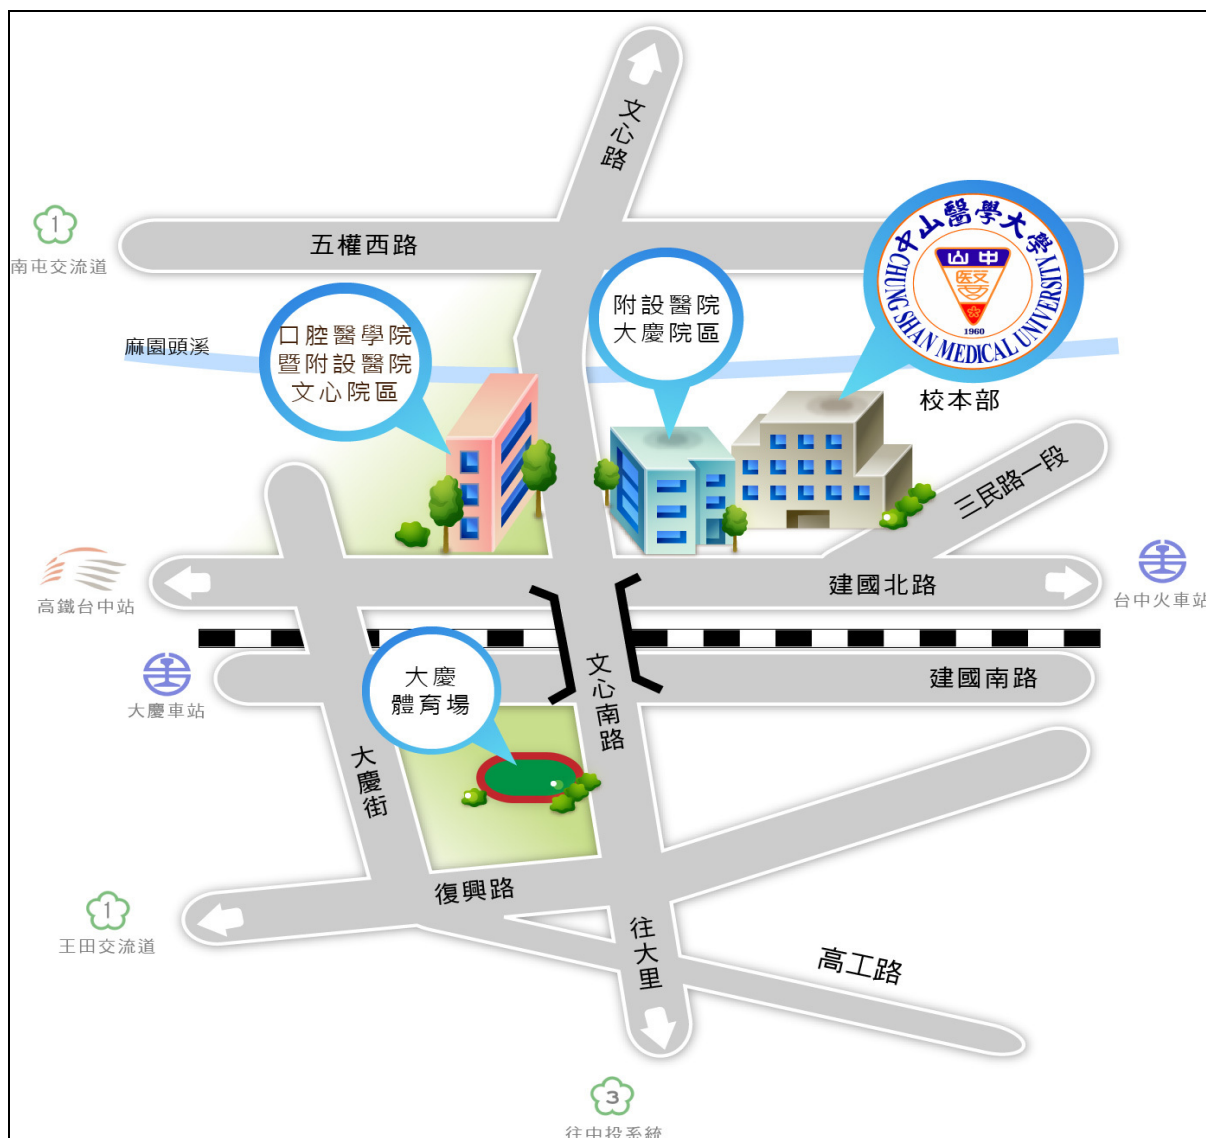 文心路
1
南屯交流道
五權西路
中山醫學大學
CHUNG SHAN MEDICAL UNIVERSITY
山中
醫
1960
校本部
附設醫院
大慶院區
口腔醫學院
暨附設醫院
文心院區
麻園頭溪
三民路一段
高鐵台中站
建國北路
台中火車站
大慶車站
大慶
體育場
文心南路
建國南路
大慶街
1
王田交流道
復興路
往大里
高工路
3
往中投系統